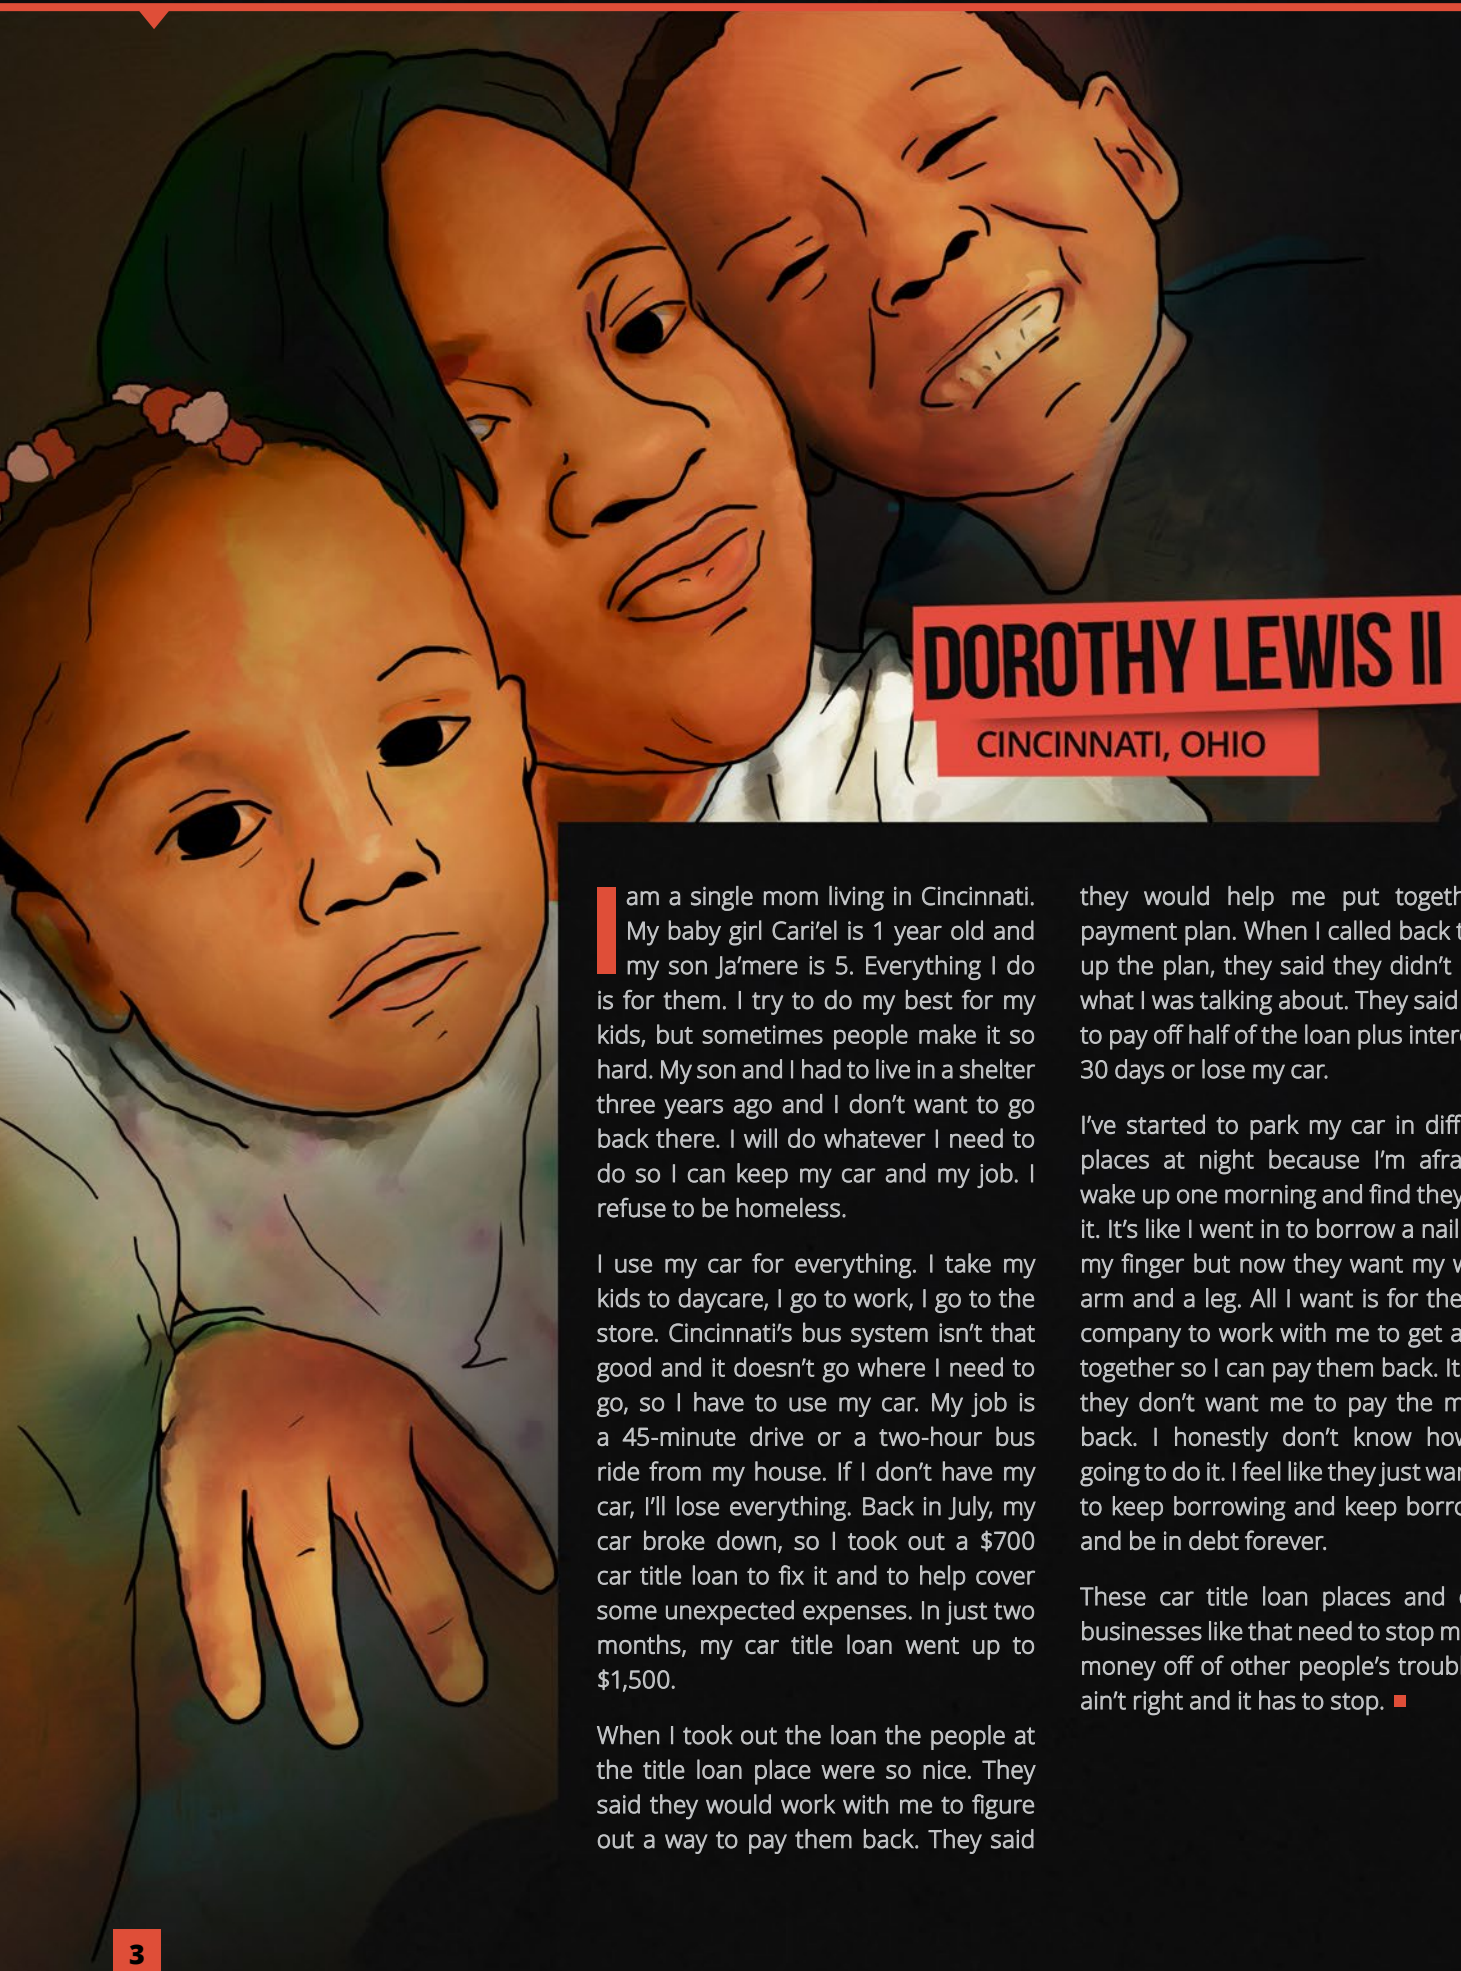 DOROTHY LEWIS II
CINCINNATI, OHIO
I am a single mom living in Cincinnati.
My baby girl Cari’el is 1 year old and
my son Ja’mere is 5. Everything I do
is for them. I try to do my best for my
kids, but sometimes people make it so
hard. My son and I had to live in a shelter
three years ago and I don’t want to go
back there. I will do whatever I need to
do so I can keep my car and my job. I
refuse to be homeless.
I use my car for everything. I take my
kids to daycare, I go to work, I go to the
store. Cincinnati’s bus system isn’t that
good and it doesn’t go where I need to
go, so I have to use my car. My job is
a 45-minute drive or a two-hour bus
ride from my house. If I don’t have my
car, I’ll lose everything. Back in July, my
car broke down, so I took out a $700
car title loan to fix it and to help cover
some unexpected expenses. In just two
months, my car title loan went up to
$1,500.
When I took out the loan the people at
the title loan place were so nice. They
said they would work with me to figure
out a way to pay them back. They said
they would help me put
payment plan. When I called back
up the plan, they said they didn’t
what I was talking about. They said
to pay off half of the loan plus
30 days or lose my car.
I’ve started to park my car in
places at night because I’m
wake up one morning and find
it. It’s like I went in to borrow a nail
my finger but now they want my
arm and a leg. All I want is for
company to work with me to get
together so I can pay them back.
they don’t want me to pay the
back. I honestly don’t know
going to do it. I feel like they just
to keep borrowing and keep
and be in debt forever.
These car title loan places and
businesses like that need to stop
money off of other people’s
ain’t right and it has to stop.
3